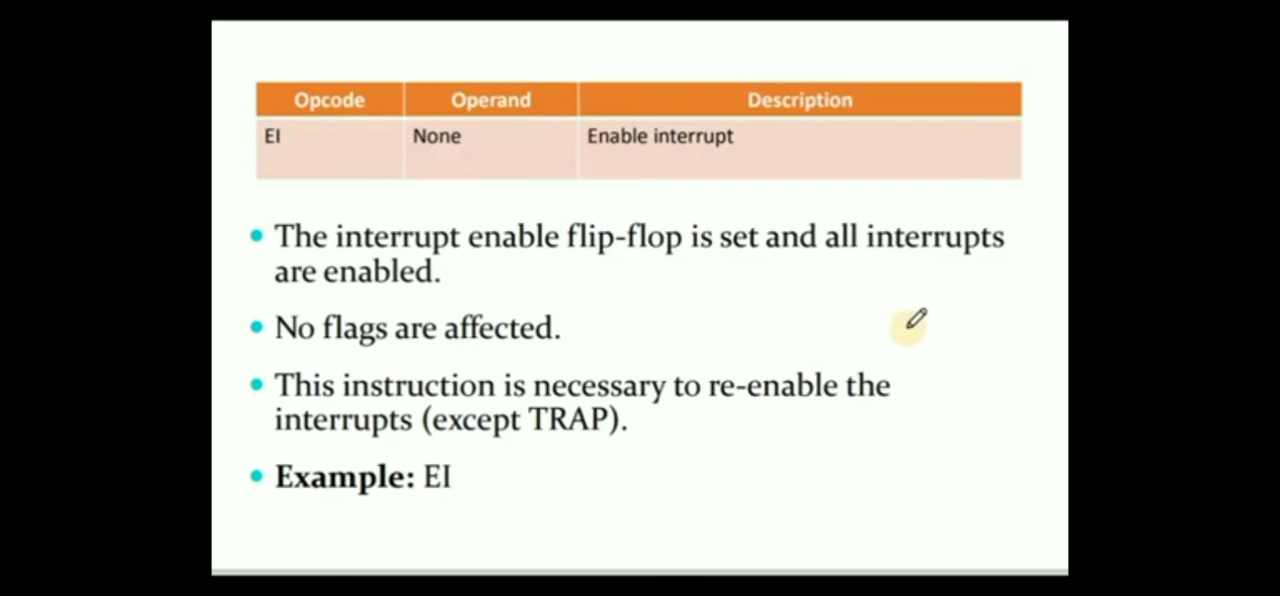 Opcode Operand Description
EI None Enable interrupt
• The interrupt enable flip-flop is set and all interrupts
are enabled.
• No flags are affected.
• This instruction is necessary to re-enable the
interrupts (except TRAP).
• Example: EI